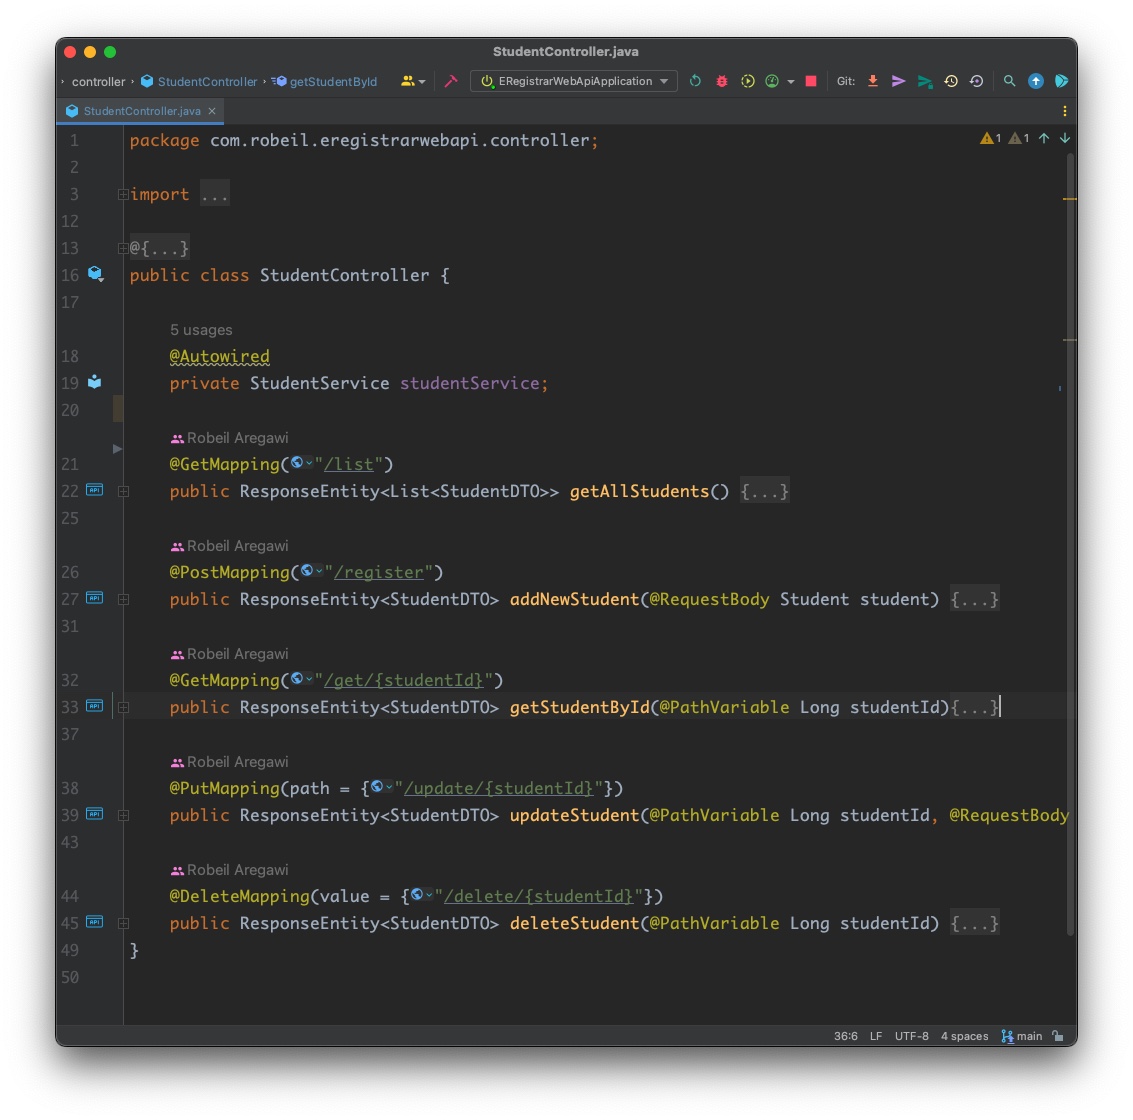 StudentController.java
controller StudentController getStudentById ERegistrarWebApiApplication Git:
StudentController.java
1 package com.robeil.eregistrarwebapi.controller; 1 1
2
3 import ...
12
13 @{...}
16 public class StudentController {
17
5 usages
18 @Autowired
19 private StudentService studentService;
20
Robeil Aregawi
21 @GetMapping("/list")
22 public ResponseEntity<List<StudentDTO>> getAllStudents() {...}
25
Robeil Aregawi
26 @PostMapping("/register")
27 public ResponseEntity<StudentDTO> addNewStudent(@RequestBody Student student) {...}
31
Robeil Aregawi
32 @GetMapping("/get/{studentId}")
33 public ResponseEntity<StudentDTO> getStudentById(@PathVariable Long studentId){...}
37
Robeil Aregawi
38 @PutMapping(path = {"/update/{studentId}"})
39 public ResponseEntity<StudentDTO> updateStudent(@PathVariable Long studentId, @RequestBody
43
Robeil Aregawi
44 @DeleteMapping(value = {"/delete/{studentId}"})
45 public ResponseEntity<StudentDTO> deleteStudent(@PathVariable Long studentId) {...}
49 }
50
36:6 LF UTF-8 4 spaces main